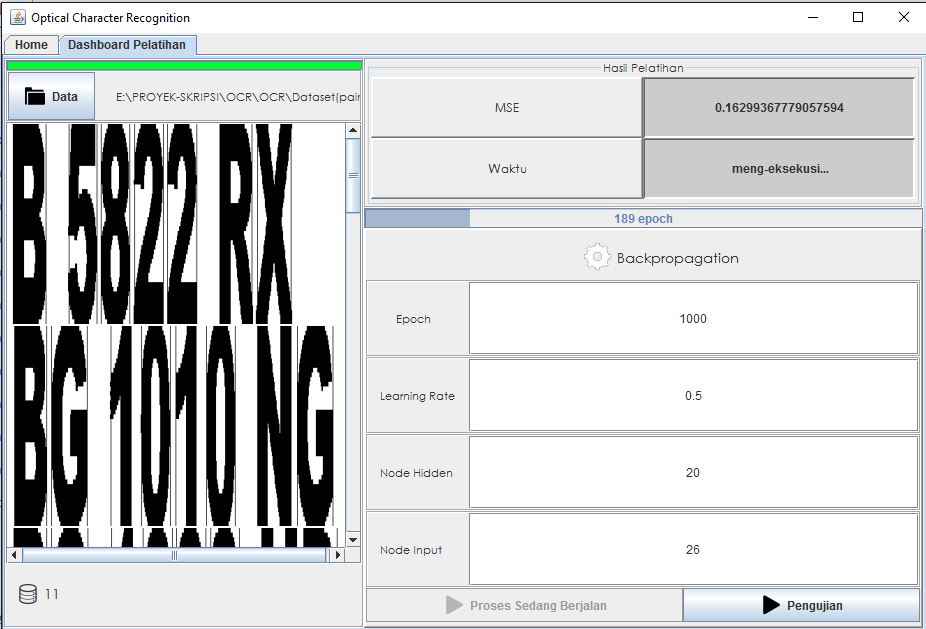 Optical Character Recognition
Home Dashboard Pelatihan
Data E:\PROYEK-SKRIPSI\OCR\OCR\Dataset(pair
B 5822 RX
BG 1010 NG
11
Hasil Pelatihan
MSE 0.16299367779057594
Waktu meng-eksekusi...
189 epoch
Backpropagation
Epoch 1000
Learning Rate 0.5
Node Hidden 20
Node Input 26
Proses Sedang Berjalan Pengujian